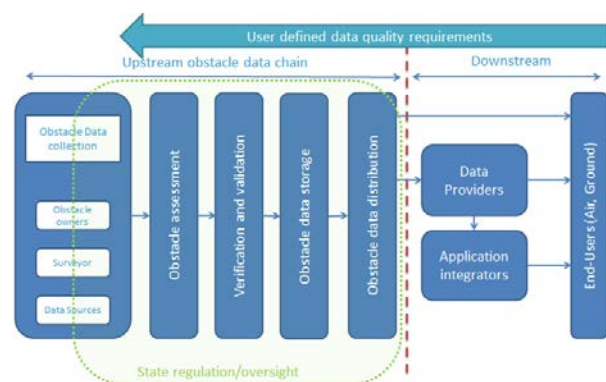 User defined data quality requirements
Upstream obstacle data chain
Downstream
Obstacle Data
collection
Obstacle
owners
Surveyor
Data Sources
Obstacle assessment
Verification and validation
Obstacle data storage
Obstacle data distribution
Data
Providers
Application
integrators
End-Users (Air, Ground)
State regulation/oversight